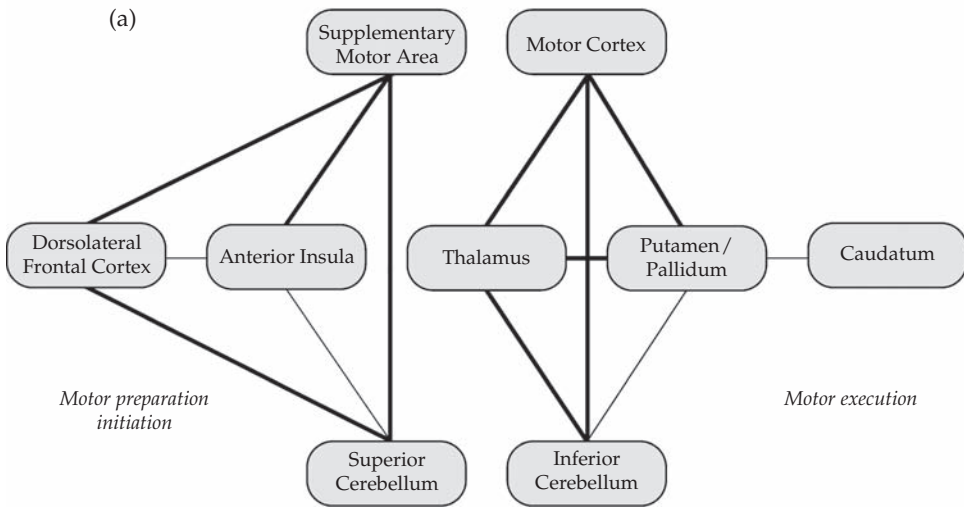 (a)
Supplementary
Motor Area
Motor Cortex
Dorsolateral
Frontal Cortex
Anterior Insula
Thalamus
Putamen/
Pallidum
Caudatum
Motor preparation
initiation
Motor execution
Superior
Cerebellum
Inferior
Cerebellum